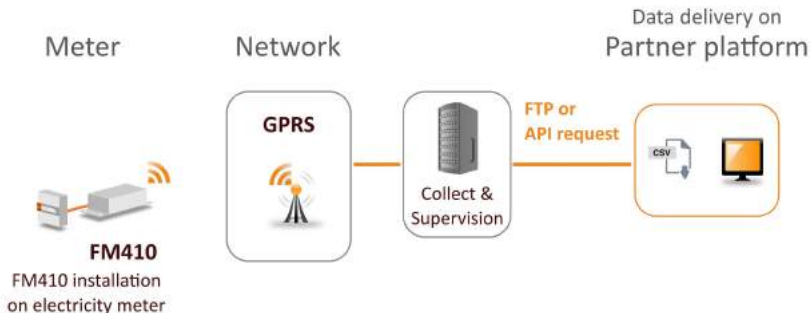 Meter
Network
Data delivery on
Partner platform
GPRS
FTP or
API request
CSV
Collect &
Supervision
FM410
FM410 installation
on electricity meter